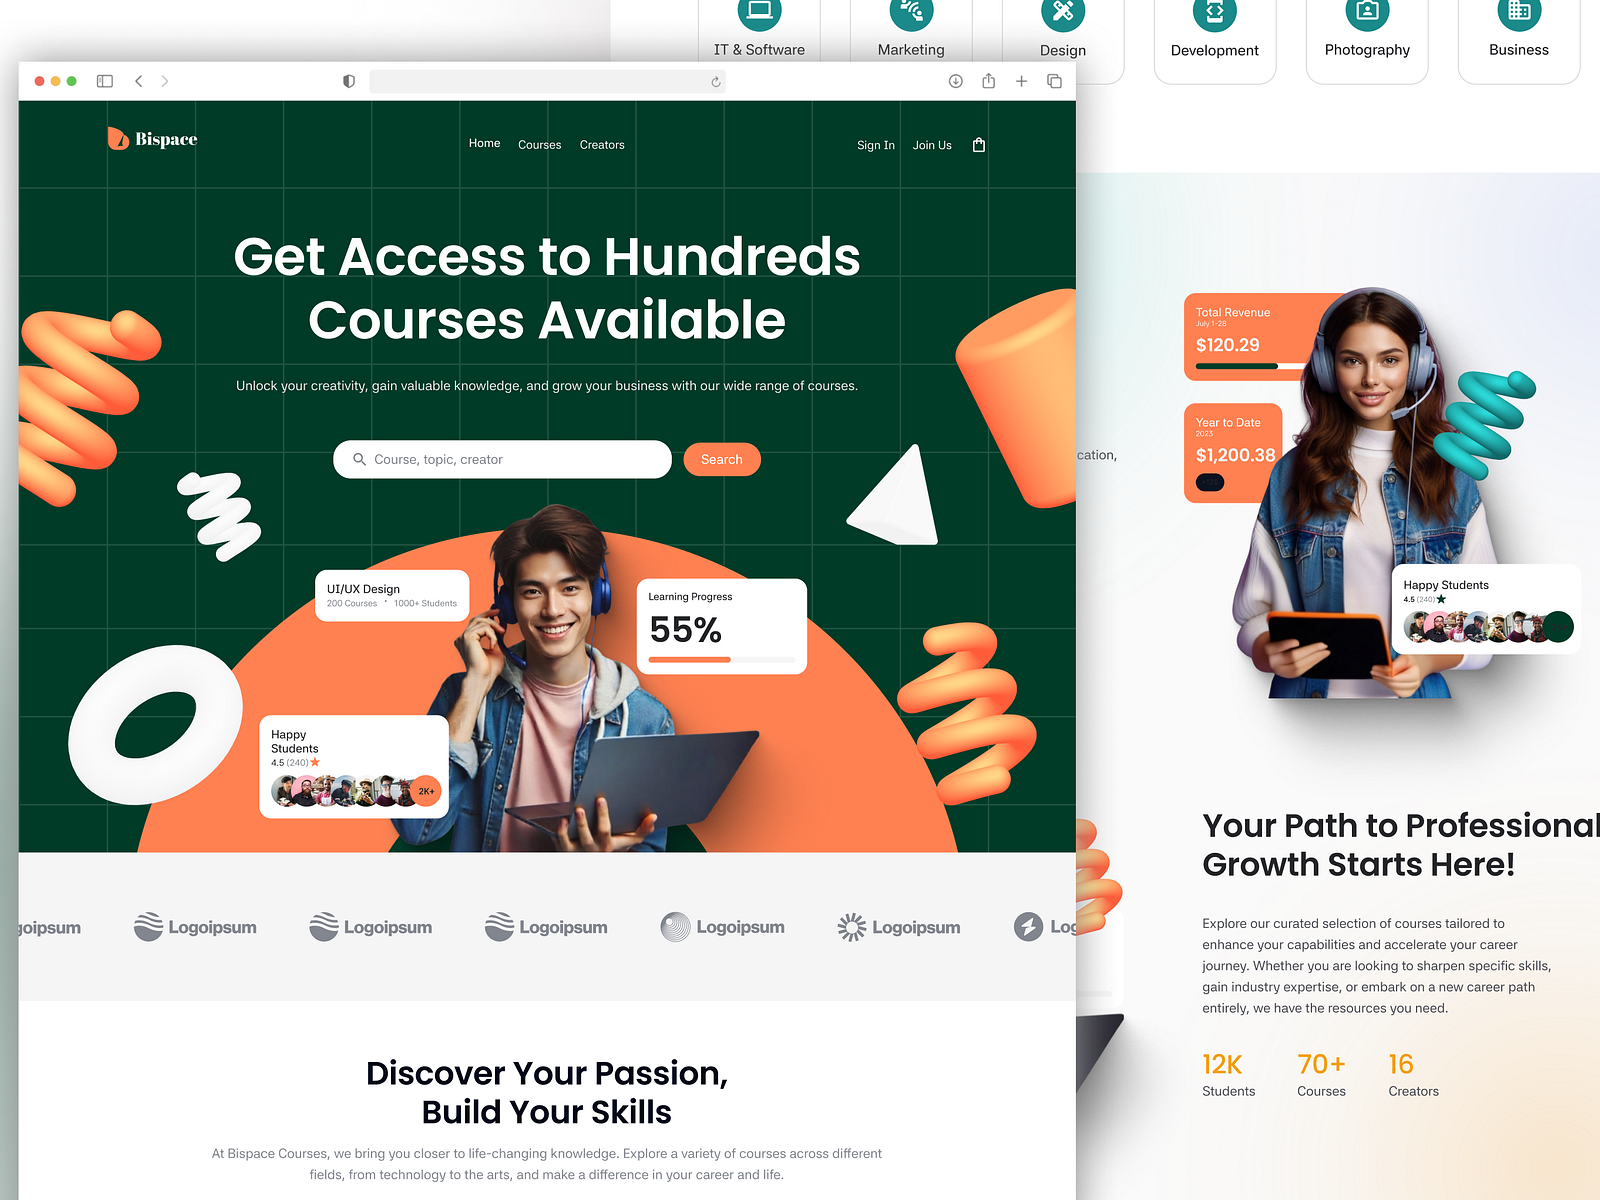 IT & Software
Marketing
Design
Development
Photography
Business
Bispace
Home
Courses
Creators
Sign In
Join Us
Get Access to Hundreds
Courses Available
Unlock your creativity, gain valuable knowledge, and grow your business with our wide range of courses.
Course, topic, creator
Search
UI/UX Design
200 Courses • 1000+ Students
Learning Progress
55%
Happy
Students
4.5 (240)
2K+
goipsum
Logoipsum
Logoipsum
Logoipsum
Logoipsum
Logoipsum
Log
Discover Your Passion,
Build Your Skills
At Bispace Courses, we bring you closer to life-changing knowledge. Explore a variety of courses across different
fields, from technology to the arts, and make a difference in your career and life.
cation,
Total Revenue
July 1-28
$120.29
Year to Date
2023
$1,200.38
Happy Students
4.5 (240)
Your Path to Professional
Growth Starts Here!
Explore our curated selection of courses tailored to
enhance your capabilities and accelerate your career
journey. Whether you are looking to sharpen specific skills,
gain industry expertise, or embark on a new career path
entirely, we have the resources you need.
12K
Students
70+
Courses
16
Creators